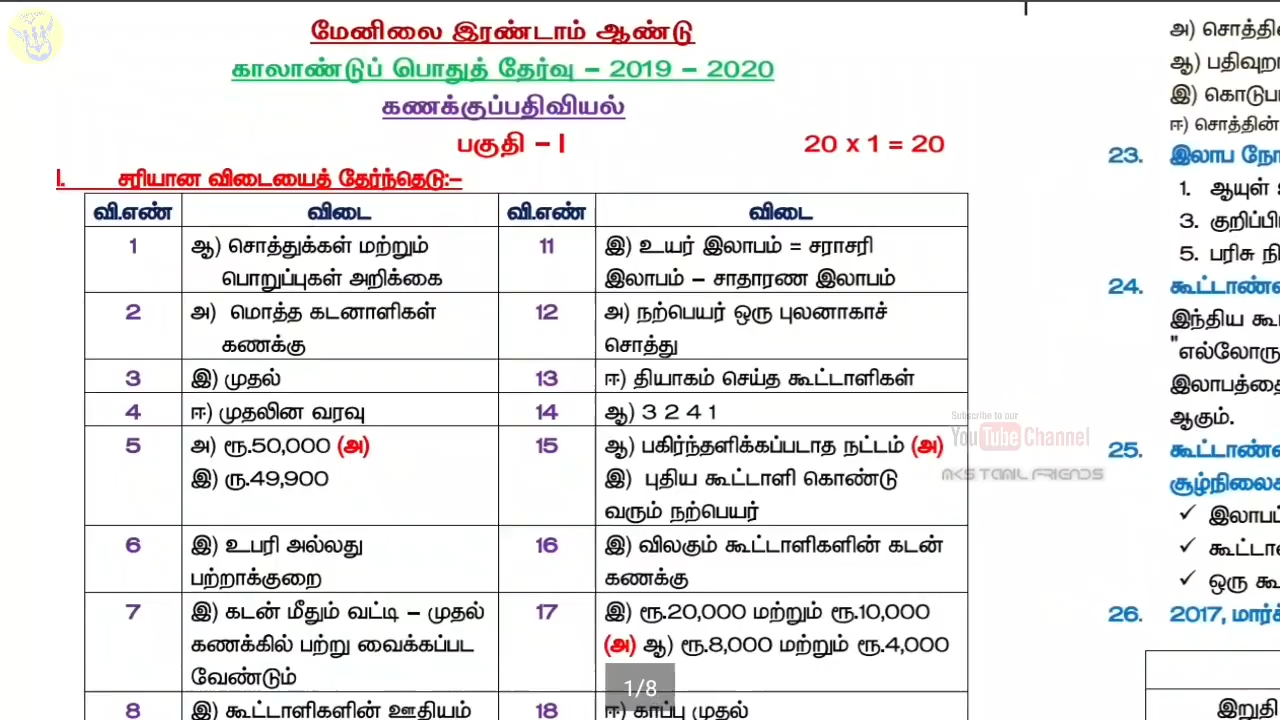 மேனிலை இரண்டாம் ஆண்டு
காலாண்டுப் பொதுத் தேர்வு – 2019 – 2020
கணக்குப்பதிவியல்
பகுதி – I 20 x 1 = 20
I. சரியான விடையைத் தேர்ந்தெடு:–
வி.எண் விடை வி.எண் விடை
1 ஆ) சொத்துக்கள் மற்றும் 11 இ) உயர் இலாபம் = சராசரி
பொறுப்புகள் அறிக்கை இலாபம் – சாதாரண இலாபம்
2 அ) மொத்த கடனாளிகள் 12 அ) நற்பெயர் ஒரு புலனாகாச்
கணக்கு சொத்து
3 இ) முதல் 13 ஈ) தியாகம் செய்த கூட்டாளிகள்
4 ஈ) முதலின வரவு 14 ஆ) 3 2 4 1
5 அ) ரூ.50,000 (அ) 15 ஆ) பகிர்ந்தளிக்கப்படாத நட்டம் (அ)
இ) ரு.49,900 இ) புதிய கூட்டாளி கொண்டு
வரும் நற்பெயர்
6 இ) உபரி அல்லது 16 இ) விலகும் கூட்டாளிகளின் கடன்
பற்றாக்குறை கணக்கு
7 இ) கடன் மீதும் வட்டி – முதல் 17 இ) ரூ.20,000 மற்றும் ரூ.10,000
கணக்கில் பற்று வைக்கப்பட (அ) ஆ) ரூ.8,000 மற்றும் ரூ.4,000
வேண்டும்
8 இ) கூட்டாளிகளின் ஊதியம் 18 ஈ) காப்பு முதல்
1/8
Subscribe to our
YouTube Channel
MKS TAMIL FRIENDS
அ)
ஆ)
இ)
ஈ) சொத்தின்
23. இலாப
1. ஆயுள்
3.
5. பரிசு
24.
இந்திய
"எல்லோரு
இலாபத்தை
ஆகும்.
25.
✓
✓
✓ ஒரு
26. 2017,
இறுதி